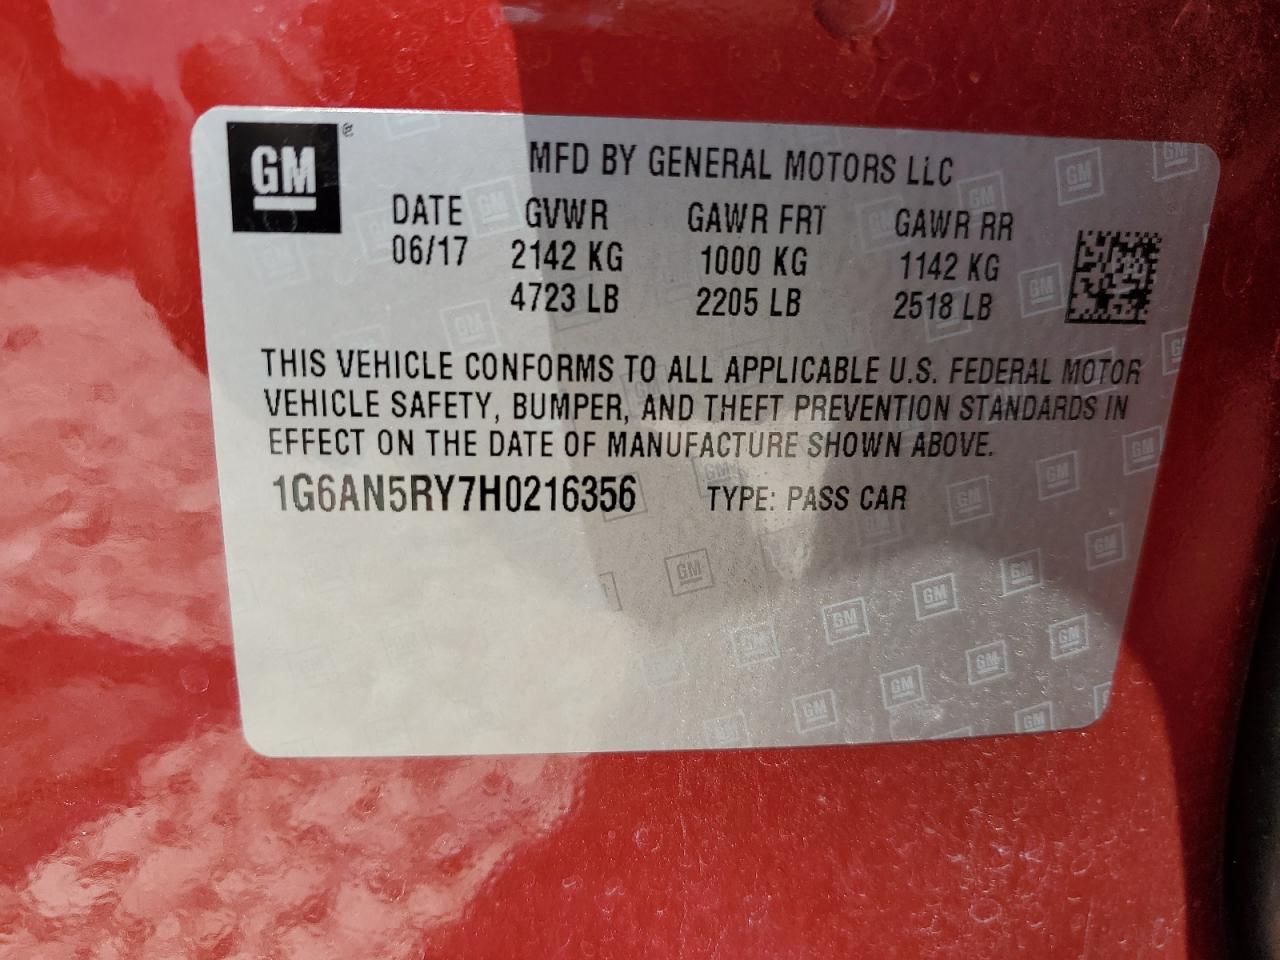 GM ®
MFD BY GENERAL MOTORS LLC
DATE GVWR GAWR FRT GAWR RR
06/17 2142 KG 1000 KG 1142 KG
4723 LB 2205 LB 2518 LB
THIS VEHICLE CONFORMS TO ALL APPLICABLE U.S. FEDERAL MOTOR
VEHICLE SAFETY, BUMPER, AND THEFT PREVENTION STANDARDS IN
EFFECT ON THE DATE OF MANUFACTURE SHOWN ABOVE.
1G6AN5RY7H0216356 TYPE: PASS CAR